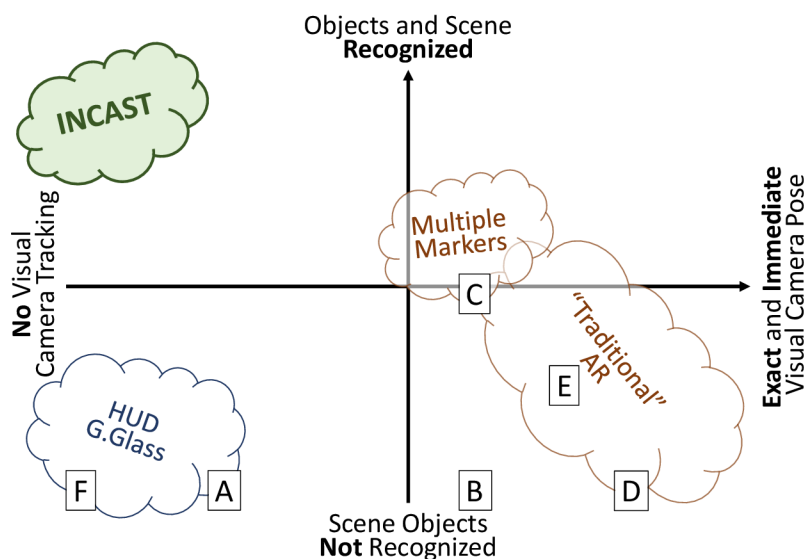 Objects and Scene
Recognized
INCAST
No Visual
Camera Tracking
Multiple
Markers
Exact and Immediate
Visual Camera Pose
C
"Traditional"
AR
E
HUD
G.Glass
F
A
B
D
Scene Objects
Not Recognized